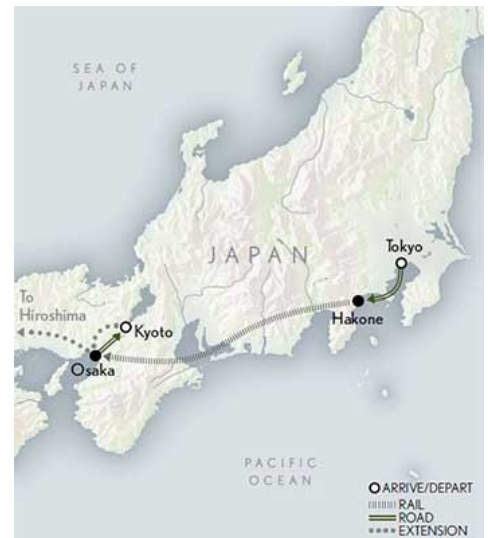 SEA OF
JAPAN
JAPAN
Tokyo
Hakone
To
Hiroshima
Kyoto
Osaka
PACIFIC
OCEAN
ARRIVE/DEPART
RAIL
ROAD
EXTENSION